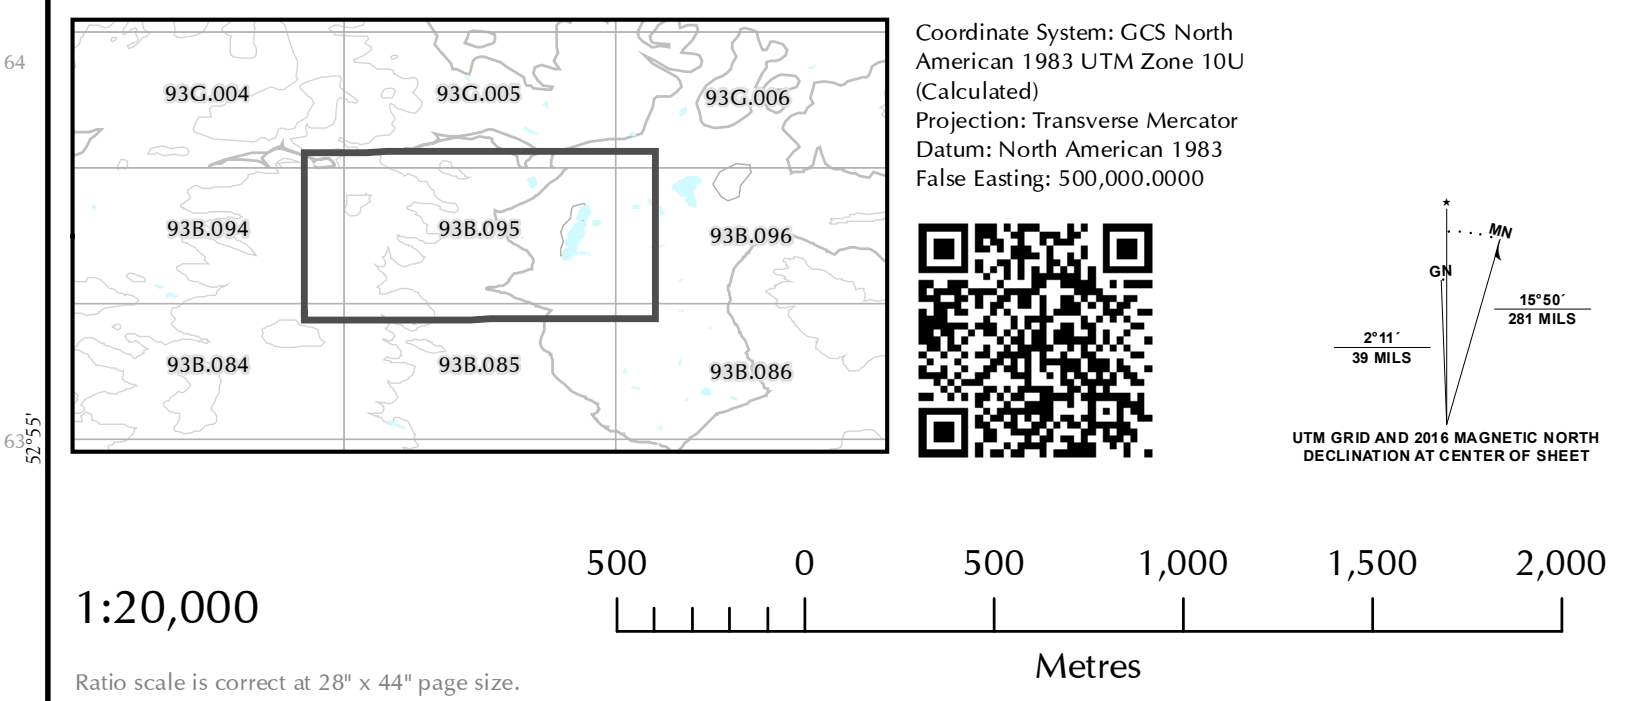 64
93G.004
93G.005
93G.006
93B.094
93B.095
93B.096
93B.084
93B.085
93B.086
63
52°55'
Coordinate System: GCS North
American 1983 UTM Zone 10U
(Calculated)
Projection: Transverse Mercator
Datum: North American 1983
False Easting: 500,000.0000
MN
GN
15°50´
281 MILS
2°11´
39 MILS
UTM GRID AND 2016 MAGNETIC NORTH
DECLINATION AT CENTER OF SHEET
1:20,000
Ratio scale is correct at 28" x 44" page size.
500 0 500 1,000 1,500 2,000
Metres